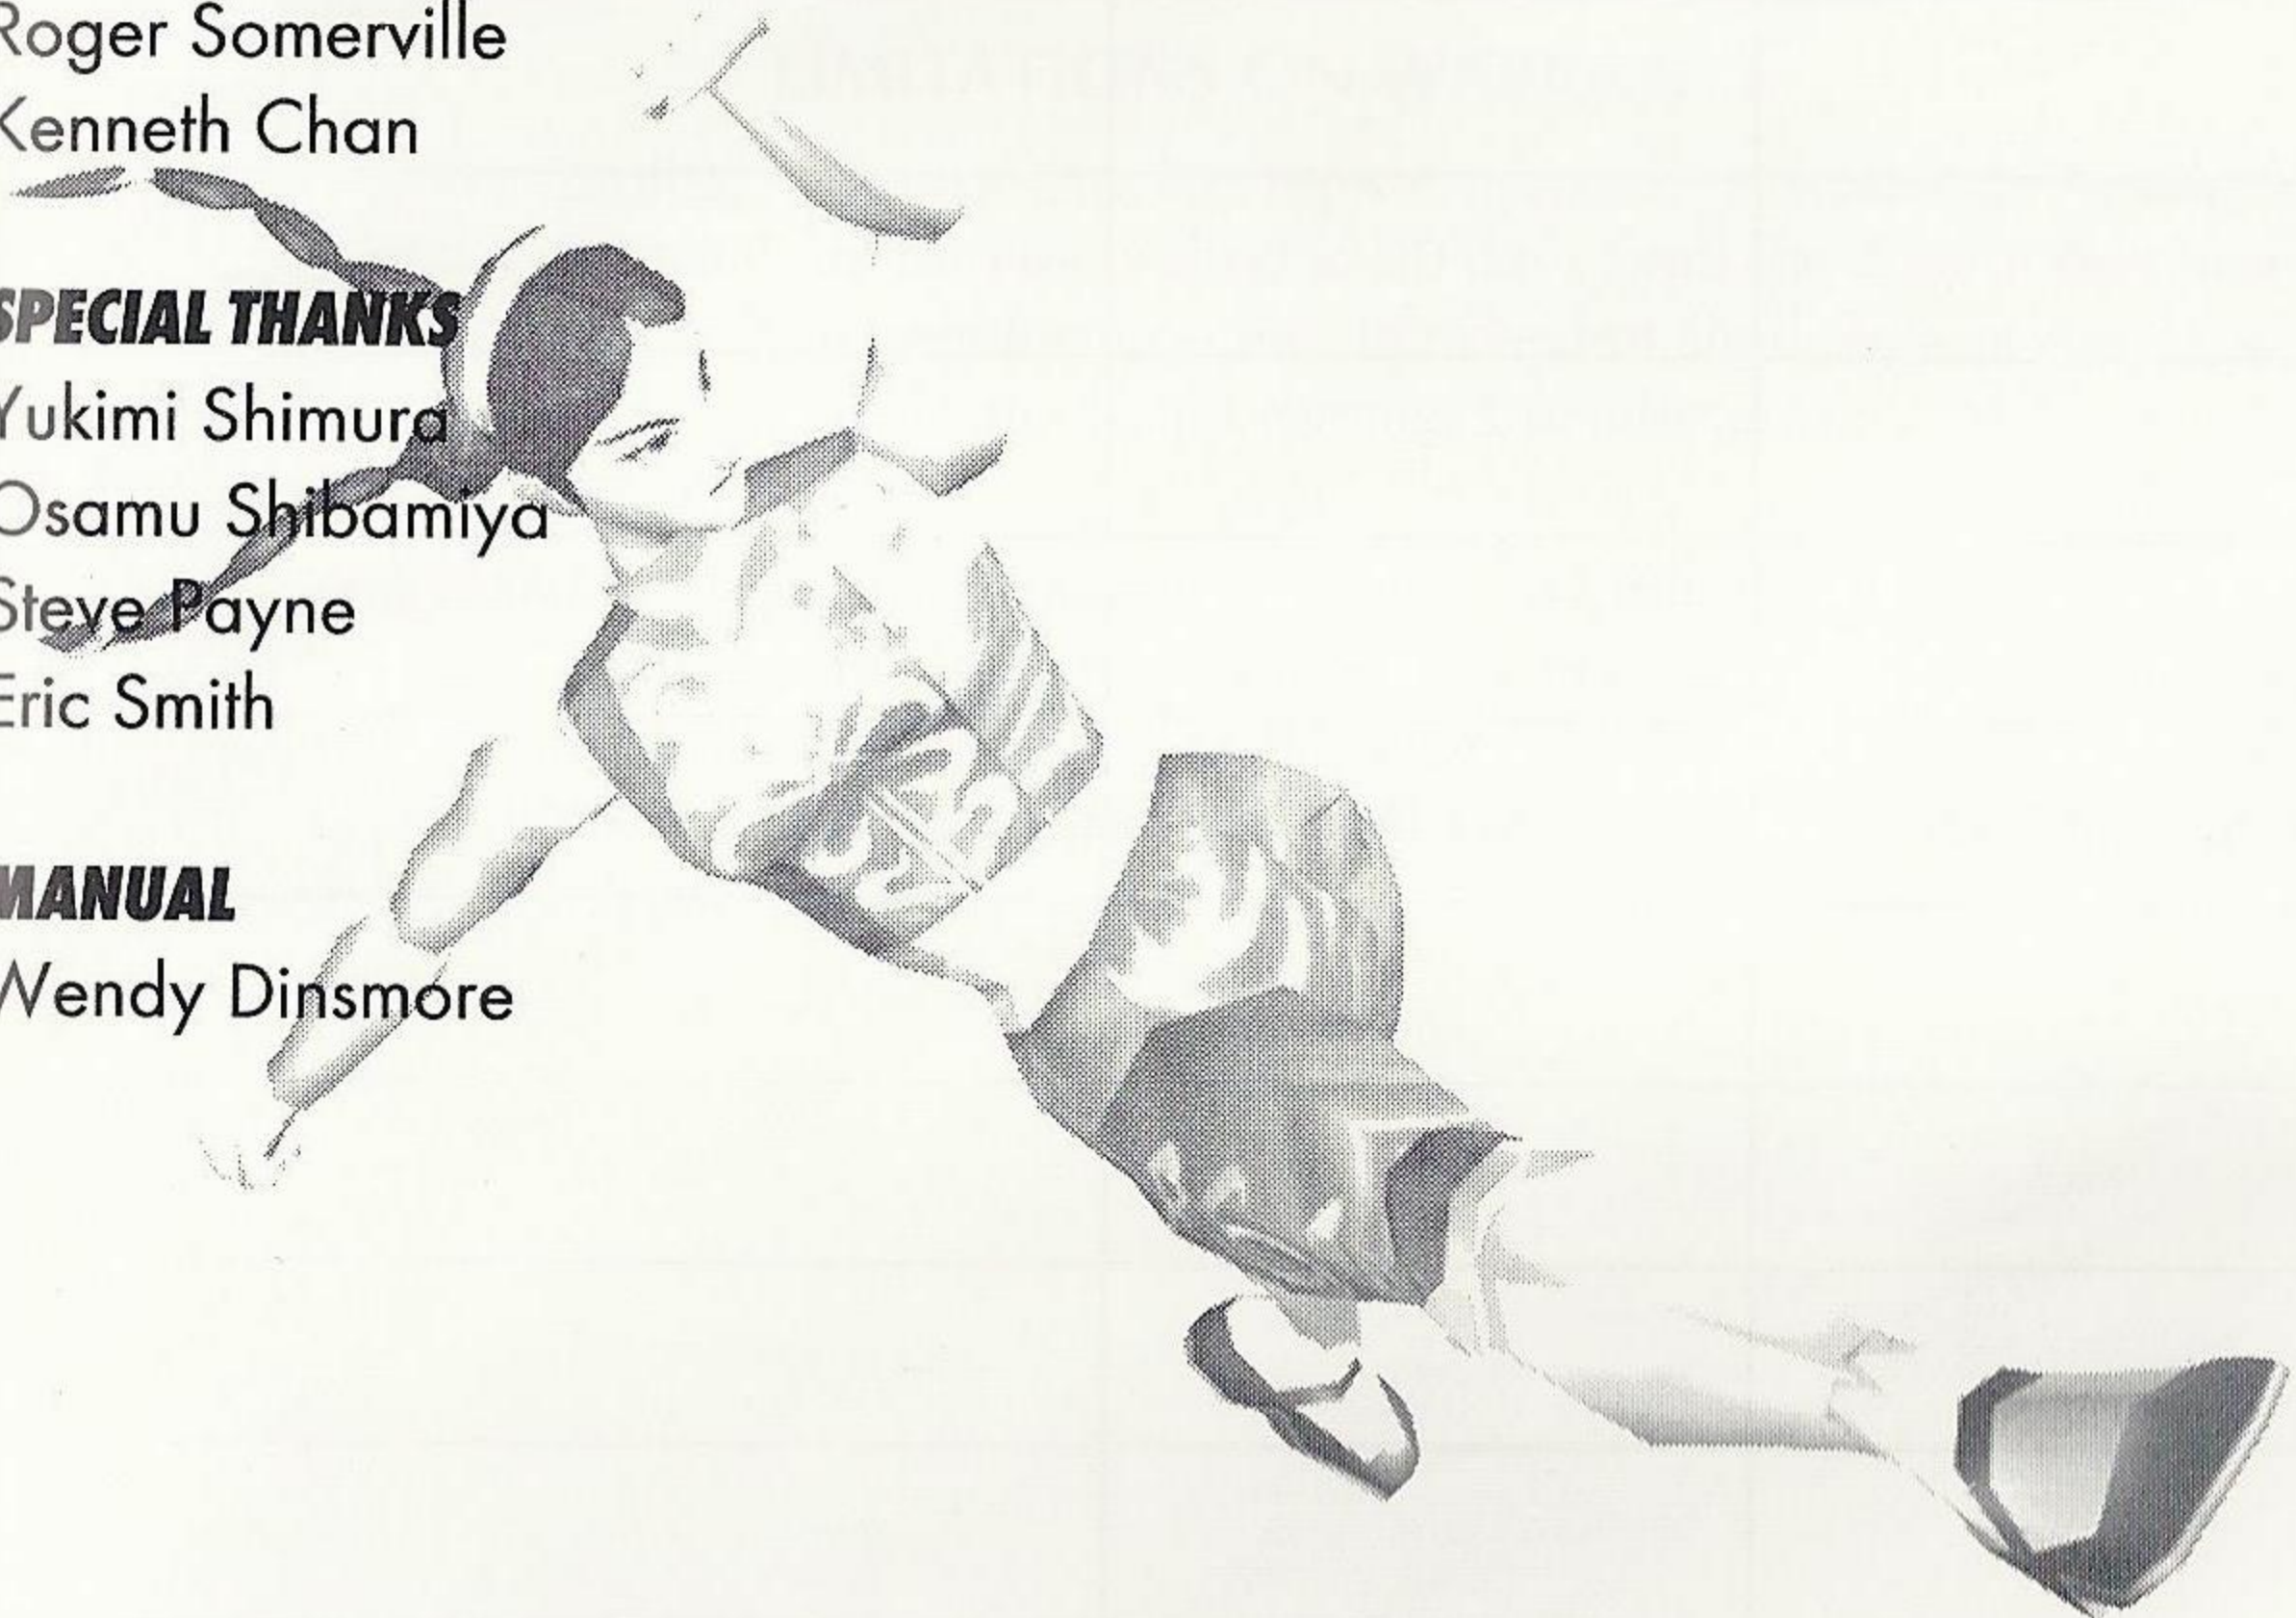 Roger Somerville
Kenneth Chan
SPECIAL THANKS
Yukimi Shimura
Osamu Shibamiya
Steve Payne
Eric Smith
MANUAL
Wendy Dinsmore